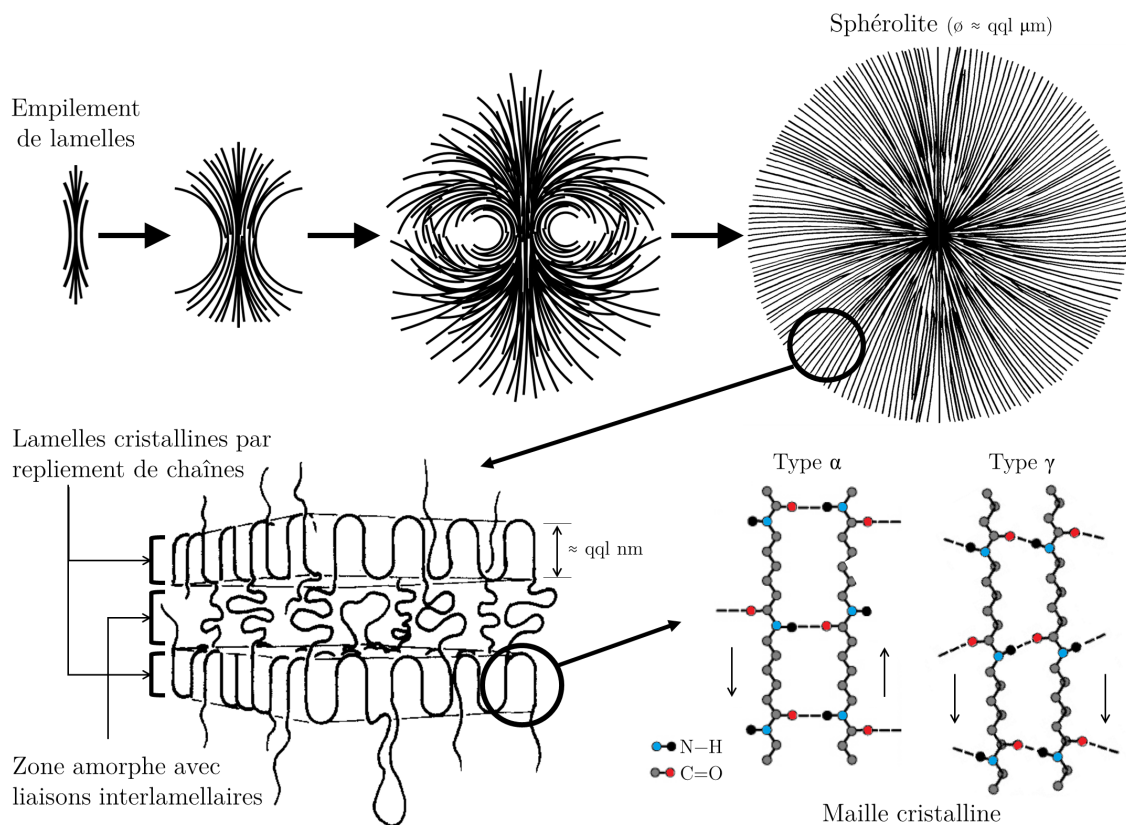 Sphérolite (ø ≈ qql µm)
Empilement
de lamelles
Lamelles cristallines par
repliement de chaînes
≈ qql nm
Zone amorphe avec
liaisons interlamellaires
Type α
Type γ
N−H
C=O
Maille cristalline